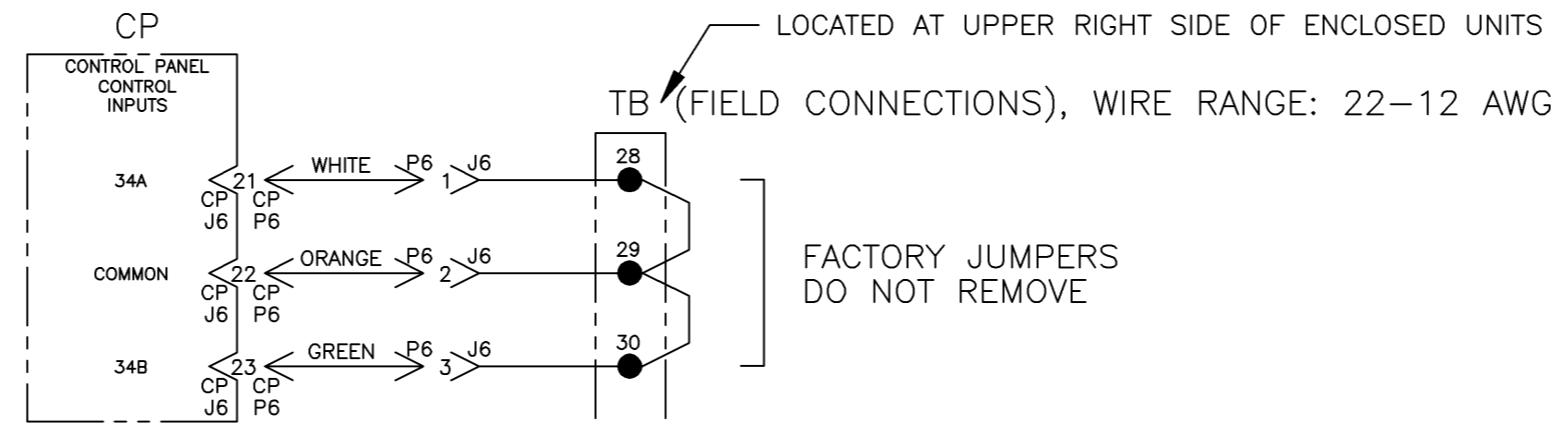 CP
LOCATED AT UPPER RIGHT SIDE OF ENCLOSED UNITS
CONTROL PANEL
CONTROL
INPUTS
TB (FIELD CONNECTIONS), WIRE RANGE: 22-12 AWG
34A 21 WHITE P6 1 J6 28
CP CP
J6 P6
COMMON 22 ORANGE P6 2 J6 29
CP CP
J6 P6
FACTORY JUMPERS
DO NOT REMOVE
34B 23 GREEN P6 3 J6 30
CP CP
J6 P6